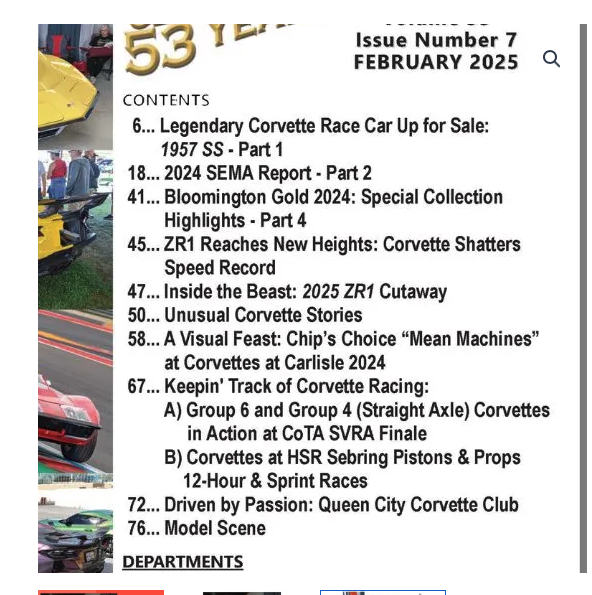 53 YEA
Issue Number 7
FEBRUARY 2025
CONTENTS
6... Legendary Corvette Race Car Up for Sale:
1957 SS - Part 1
18... 2024 SEMA Report - Part 2
41... Bloomington Gold 2024: Special Collection
Highlights - Part 4
45... ZR1 Reaches New Heights: Corvette Shatters
Speed Record
47... Inside the Beast: 2025 ZR1 Cutaway
50... Unusual Corvette Stories
58... A Visual Feast: Chip's Choice “Mean Machines”
at Corvettes at Carlisle 2024
67... Keepin' Track of Corvette Racing:
A) Group 6 and Group 4 (Straight Axle) Corvettes
in Action at CoTA SVRA Finale
B) Corvettes at HSR Sebring Pistons & Props
12-Hour & Sprint Races
72... Driven by Passion: Queen City Corvette Club
76... Model Scene
DEPARTMENTS